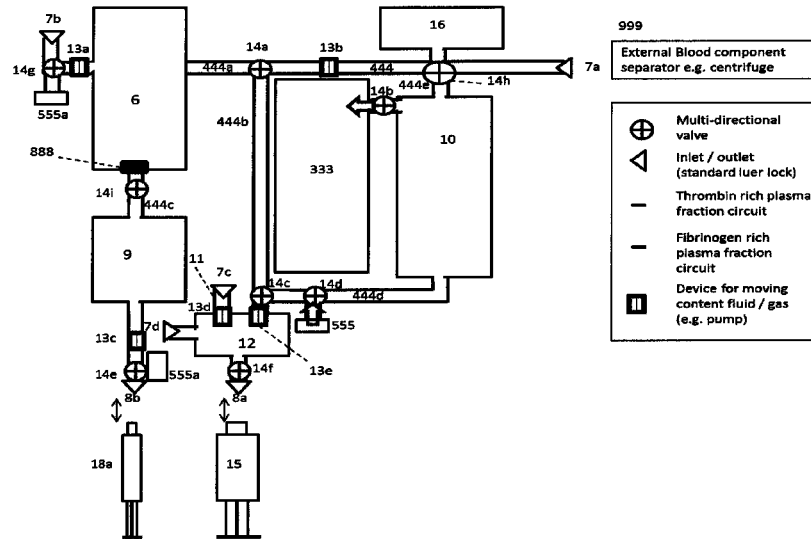 7b
13a
14g
555a
6
444a
14a
13b
444
16
14h
7a
444e
14b
999
External Blood component
separator e.g. centrifuge
444b
333
10
888
14i
444c
9
11
7c
13d
14c
14d
444d
555
13c
7d
12
13e
14e
555a
14f
8b
8a
18a
15
Multi-directional
valve
Inlet / outlet
(standard luer lock)
Thrombin rich plasma
fraction circuit
Fibrinogen rich
plasma fraction
circuit
Device for moving
content fluid / gas
(e.g. pump)